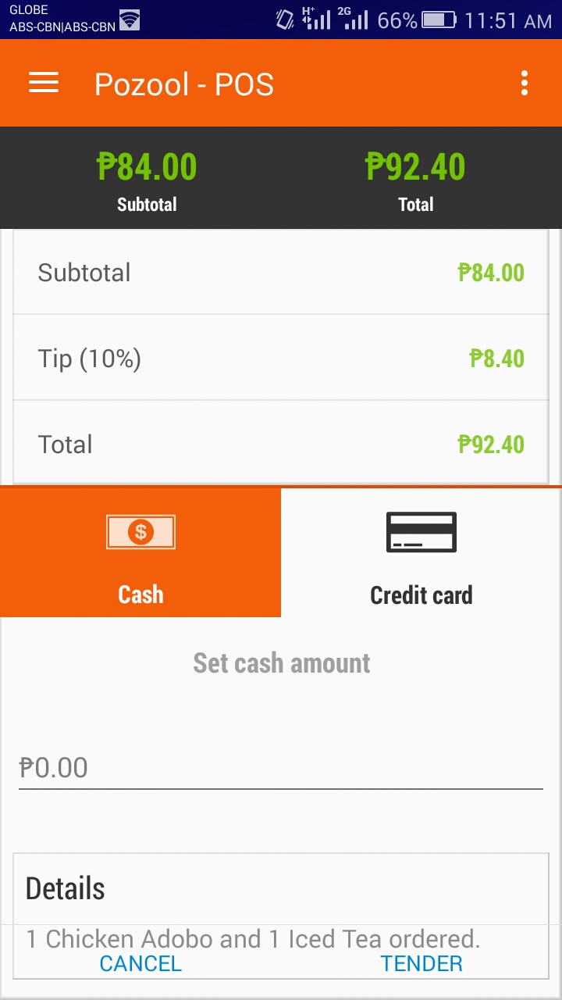 GLOBE
ABS-CBN|ABS-CBN H+ 2G 66% 11:51 AM
Pozool - POS
₱84.00 ₱92.40
Subtotal Total
Subtotal ₱84.00
Tip (10%) ₱8.40
Total ₱92.40
$
Cash Credit card
Set cash amount
₱0.00
Details
1 Chicken Adobo and 1 Iced Tea ordered.
CANCEL TENDER